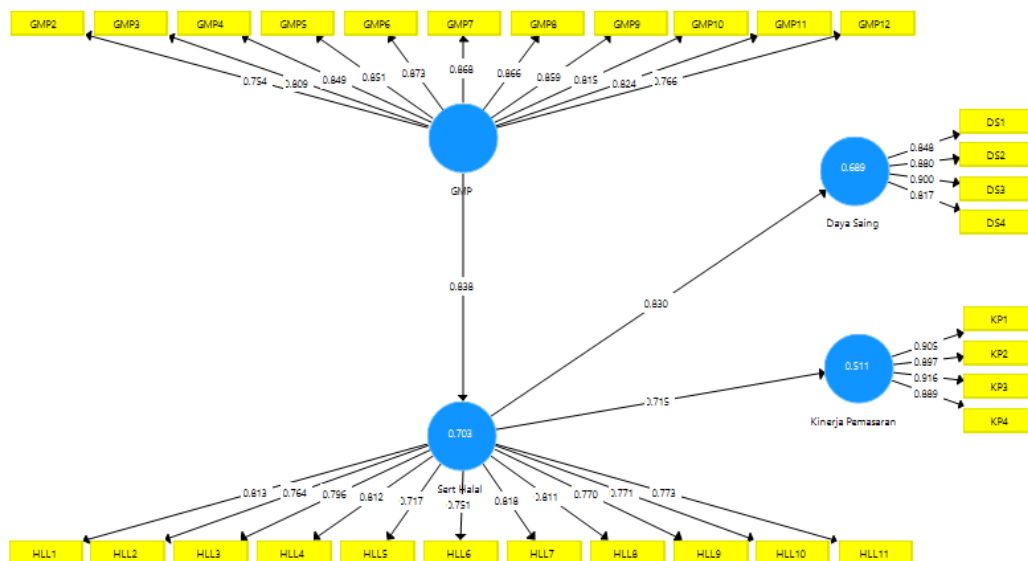 GMP2 GMP3 GMP4 GMP5 GMP6 GMP7 GMP8 GMP9 GMP10 GMP11 GMP12
0.754 0.809 0.849 0.851 0.873 0.868 0.866 0.859 0.815 0.824 0.766
GMP
DS1
0.848
DS2
0.880
0.689
0.900
DS3
0.817
DS4
Daya Saing
0.838
0.830
KP1
0.905
KP2
0.897
0.511
0.916
KP3
0.889
KP4
0.715
Kinerja Pemasaran
0.703
Sert Halal
0.813 0.764 0.796 0.812 0.717 0.751 0.818 0.811 0.770 0.771 0.773
HLL1 HLL2 HLL3 HLL4 HLL5 HLL6 HLL7 HLL8 HLL9 HLL10 HLL11